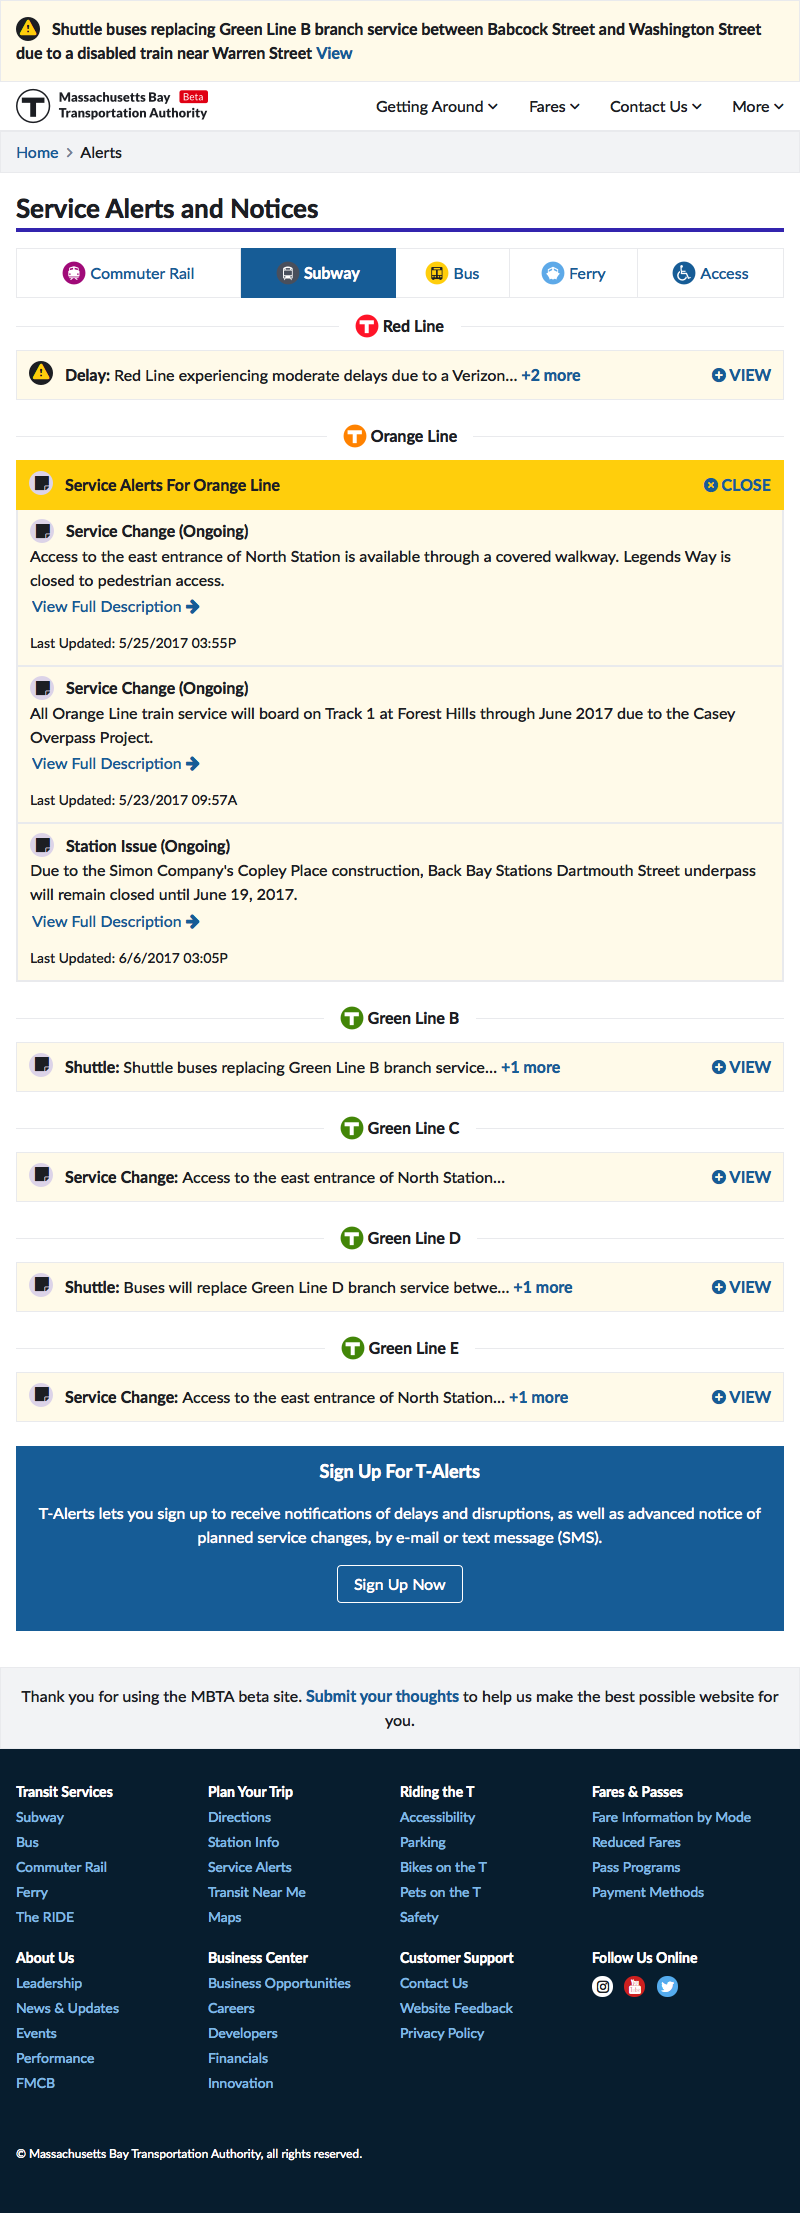 Shuttle buses replacing Green Line B branch service between Babcock Street and Washington Street
due to a disabled train near Warren Street View
Massachusetts Bay Beta
Transportation Authority
Getting Around Fares Contact Us More
Home > Alerts
Service Alerts and Notices
Commuter Rail Subway Bus Ferry Access
T Red Line
Delay: Red Line experiencing moderate delays due to a Verizon... +2 more VIEW
T Orange Line
Service Alerts For Orange Line CLOSE
Service Change (Ongoing)
Access to the east entrance of North Station is available through a covered walkway. Legends Way is
closed to pedestrian access.
View Full Description
Last Updated: 5/25/2017 03:55P
Service Change (Ongoing)
All Orange Line train service will board on Track 1 at Forest Hills through June 2017 due to the Casey
Overpass Project.
View Full Description
Last Updated: 5/23/2017 09:57A
Station Issue (Ongoing)
Due to the Simon Company's Copley Place construction, Back Bay Stations Dartmouth Street underpass
will remain closed until June 19, 2017.
View Full Description
Last Updated: 6/6/2017 03:05P
T Green Line B
Shuttle: Shuttle buses replacing Green Line B branch service... +1 more VIEW
T Green Line C
Service Change: Access to the east entrance of North Station... VIEW
T Green Line D
Shuttle: Buses will replace Green Line D branch service betwe... +1 more VIEW
T Green Line E
Service Change: Access to the east entrance of North Station... +1 more VIEW
Sign Up For T-Alerts
T-Alerts lets you sign up to receive notifications of delays and disruptions, as well as advanced notice of
planned service changes, by e-mail or text message (SMS).
Sign Up Now
Thank you for using the MBTA beta site. Submit your thoughts to help us make the best possible website for
you.
Transit Services
Subway
Bus
Commuter Rail
Ferry
The RIDE
Plan Your Trip
Directions
Station Info
Service Alerts
Transit Near Me
Maps
Riding the T
Accessibility
Parking
Bikes on the T
Pets on the T
Safety
Fares & Passes
Fare Information by Mode
Reduced Fares
Pass Programs
Payment Methods
About Us
Leadership
News & Updates
Events
Performance
FMCB
Business Center
Business Opportunities
Careers
Developers
Financials
Innovation
Customer Support
Contact Us
Website Feedback
Privacy Policy
Follow Us Online
© Massachusetts Bay Transportation Authority, all rights reserved.